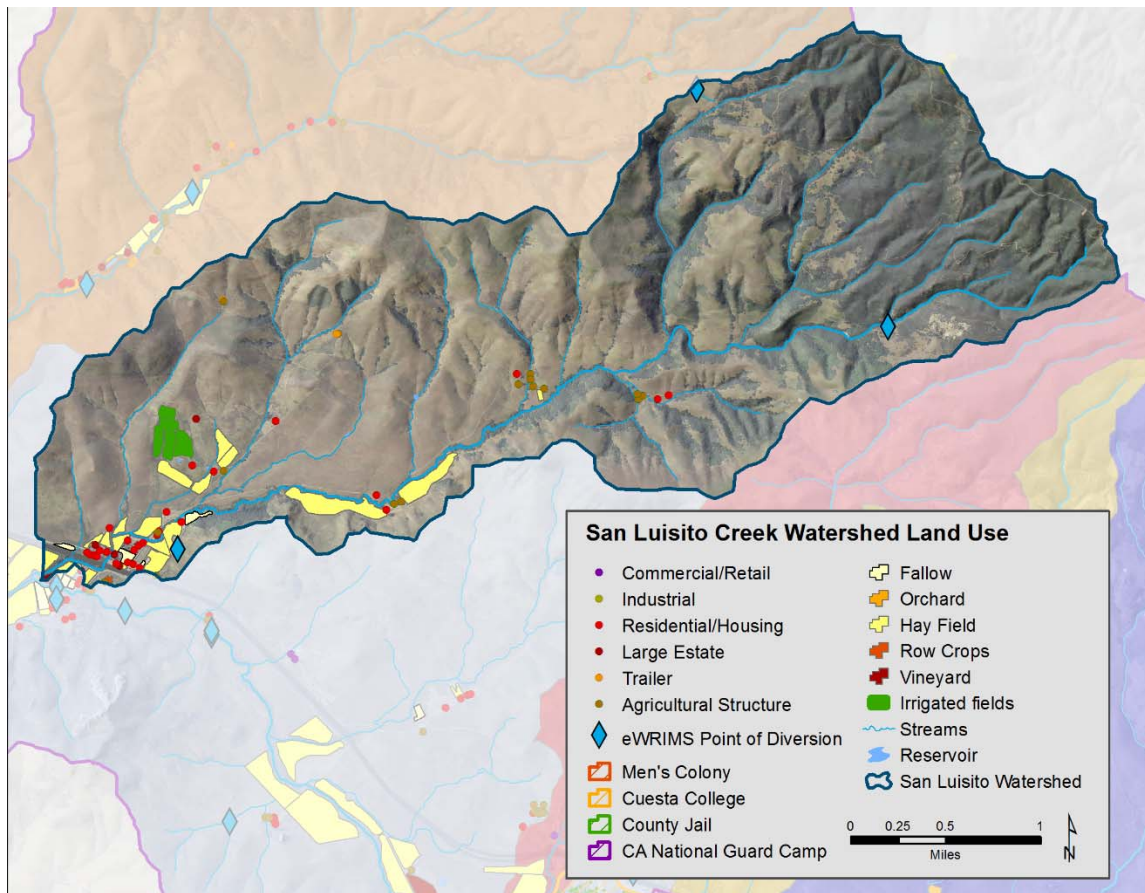 San Luisito Creek Watershed Land Use
Commercial/Retail
Industrial
Residential/Housing
Large Estate
Trailer
Agricultural Structure
eWRIMS Point of Diversion
Men's Colony
Cuesta College
County Jail
CA National Guard Camp
Fallow
Orchard
Hay Field
Row Crops
Vineyard
Irrigated fields
Streams
Reservoir
San Luisito Watershed
0 0.25 0.5 1
Miles
N